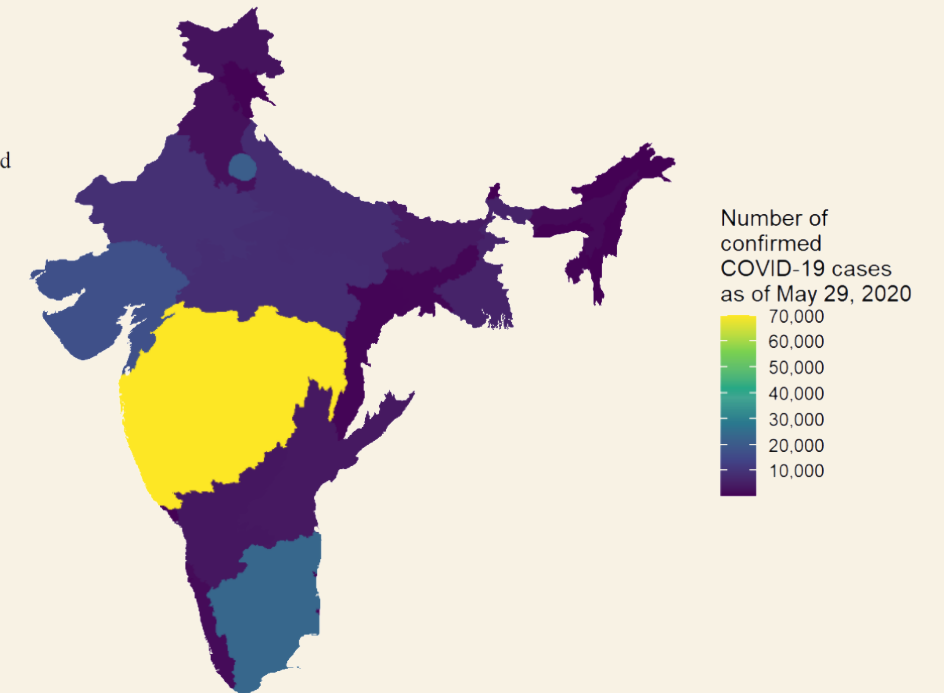 d
Number of
confirmed
COVID-19 cases
as of May 29, 2020
70,000
60,000
50,000
40,000
30,000
20,000
10,000